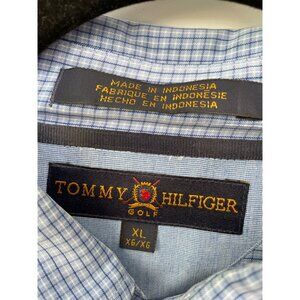 MADE IN INDONESIA
FABRIQUE EN INDONESIE
HECHO EN INDONESIA
TOMMY HILFIGER
GOLF
XL
XG/XG